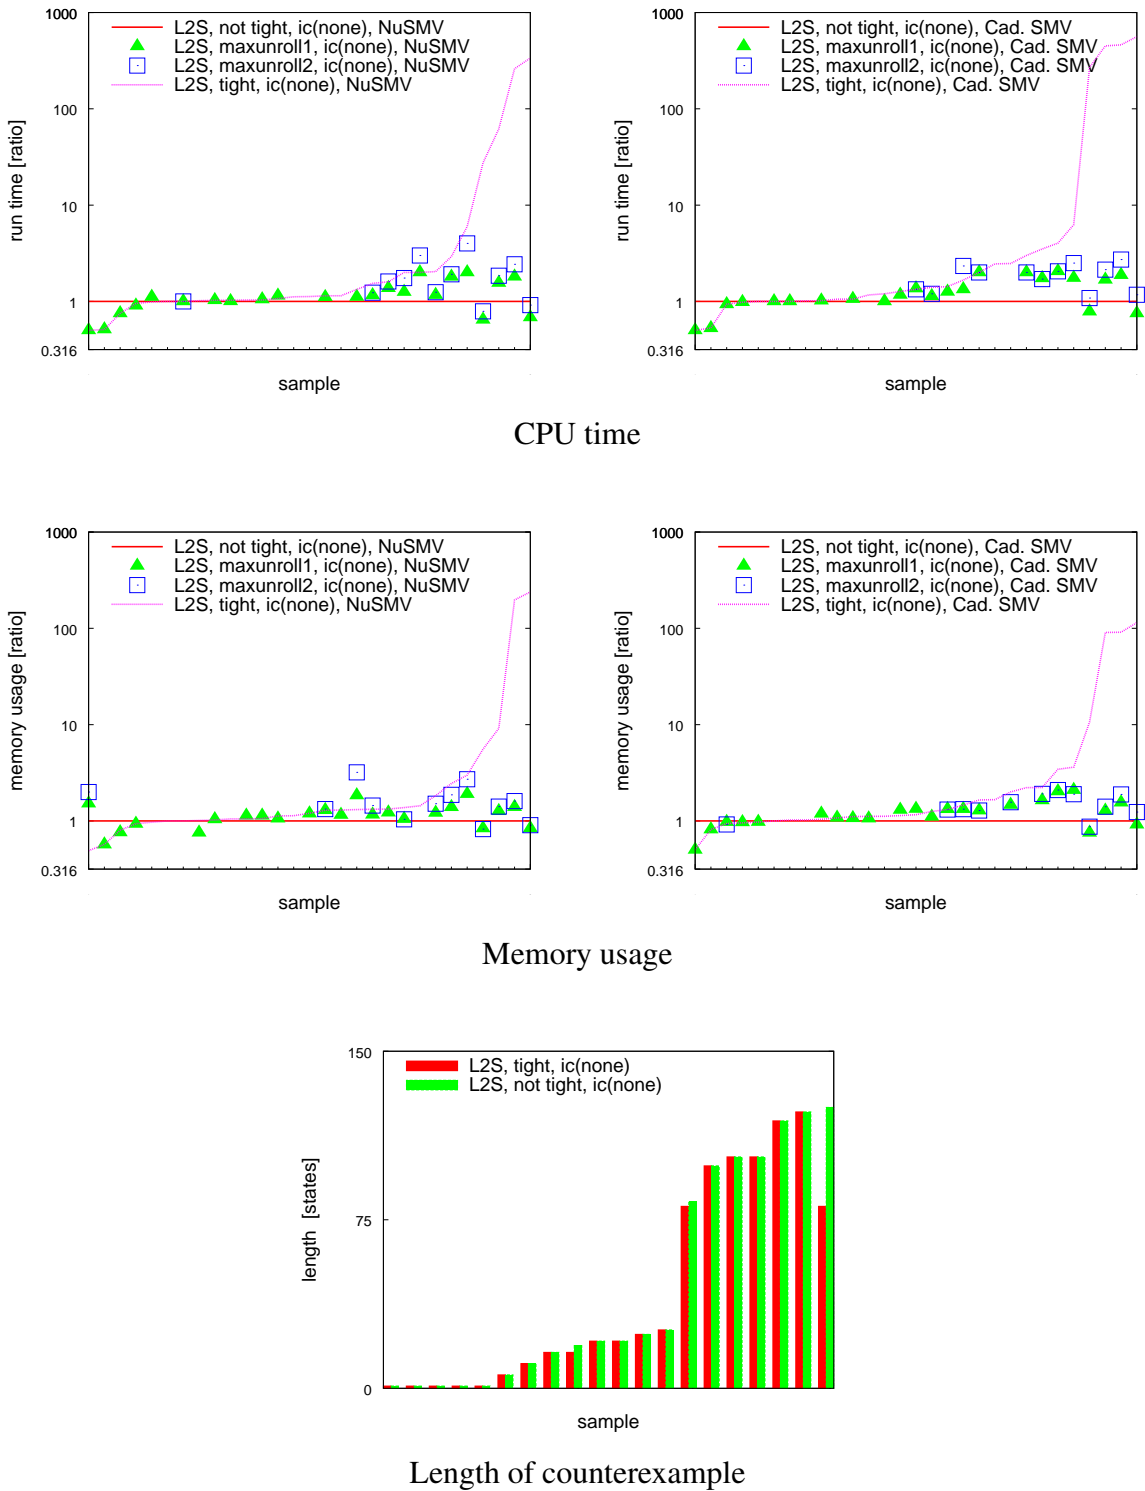 1000
100
10
1
0.316
run time [ratio]
L2S, not tight, ic(none), NuSMV
L2S, maxunroll1, ic(none), NuSMV
L2S, maxunroll2, ic(none), NuSMV
L2S, tight, ic(none), NuSMV
sample
1000
100
10
1
0.316
run time [ratio]
L2S, not tight, ic(none), Cad. SMV
L2S, maxunroll1, ic(none), Cad. SMV
L2S, maxunroll2, ic(none), Cad. SMV
L2S, tight, ic(none), Cad. SMV
sample
CPU time
1000
100
10
1
0.316
memory usage [ratio]
L2S, not tight, ic(none), NuSMV
L2S, maxunroll1, ic(none), NuSMV
L2S, maxunroll2, ic(none), NuSMV
L2S, tight, ic(none), NuSMV
sample
1000
100
10
1
0.316
memory usage [ratio]
L2S, not tight, ic(none), Cad. SMV
L2S, maxunroll1, ic(none), Cad. SMV
L2S, maxunroll2, ic(none), Cad. SMV
L2S, tight, ic(none), Cad. SMV
sample
Memory usage
150
75
0
length [states]
L2S, tight, ic(none)
L2S, not tight, ic(none)
sample
Length of counterexample